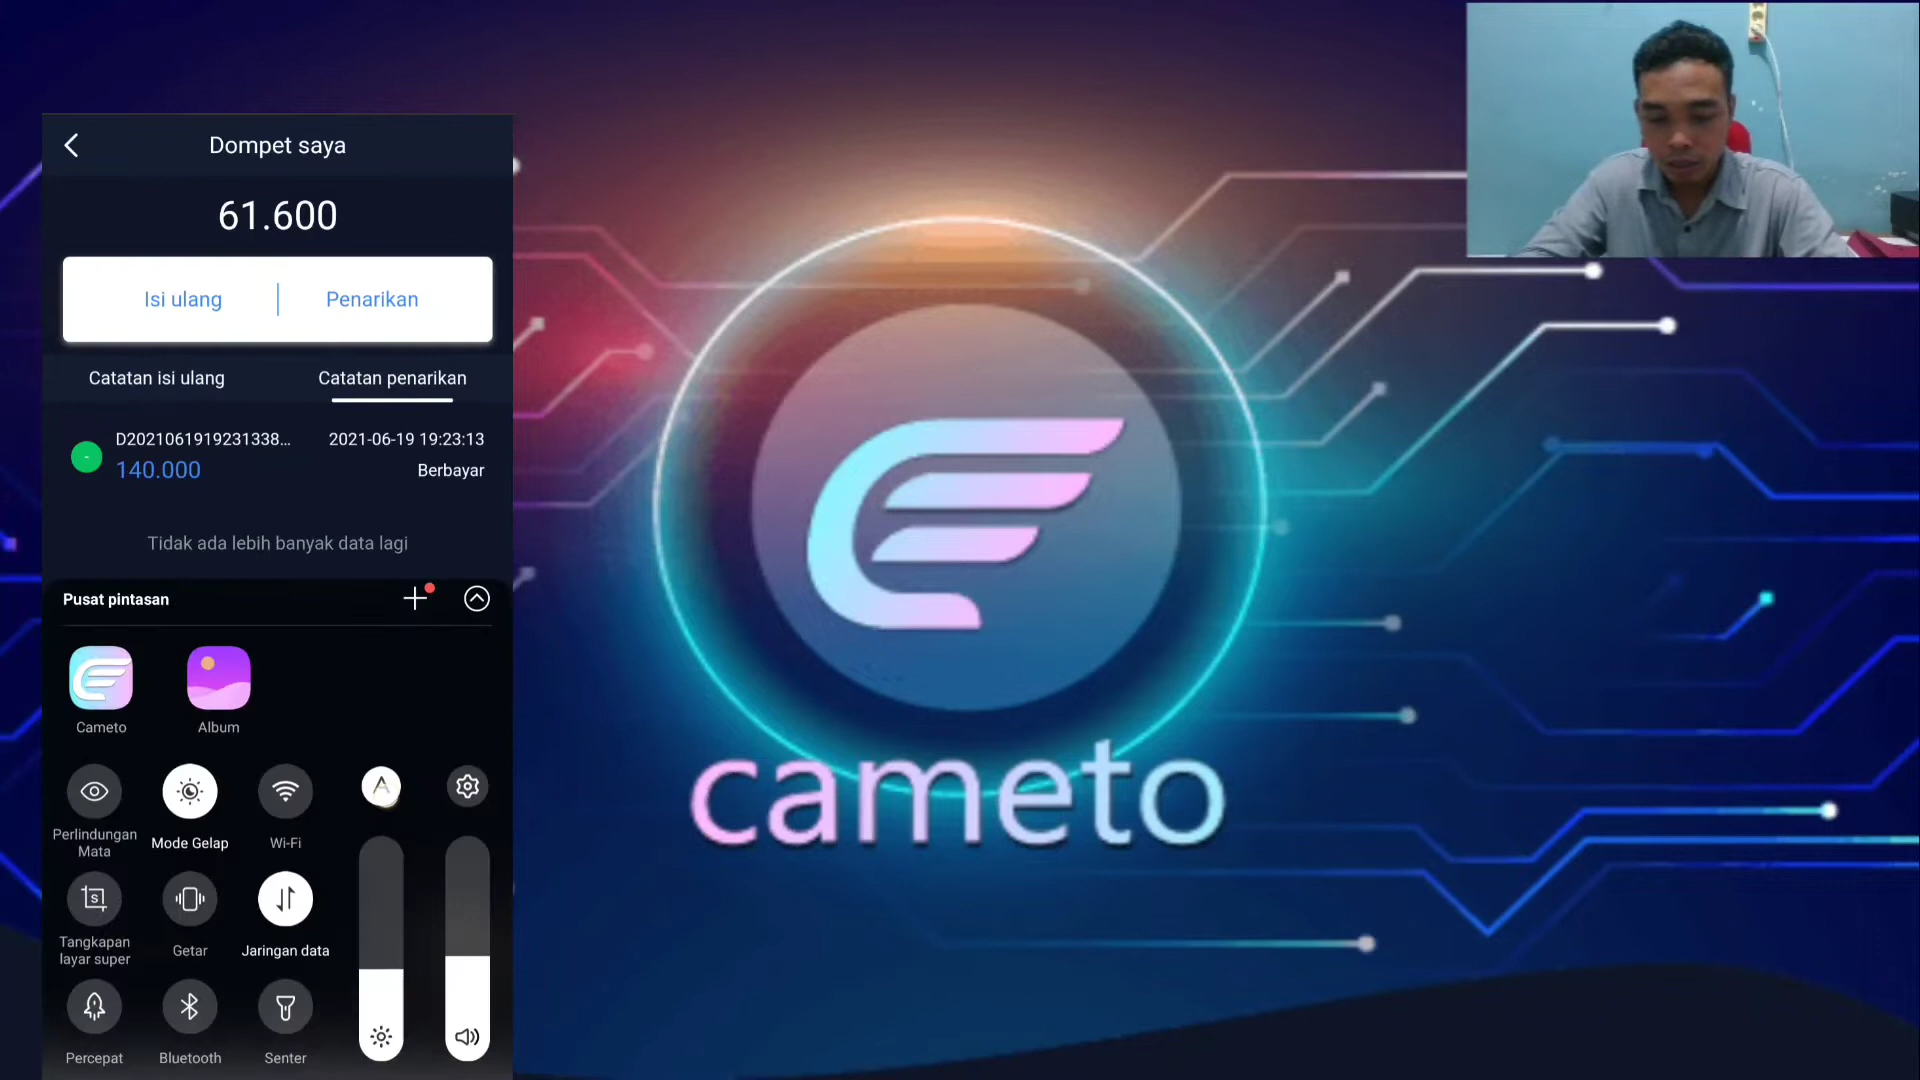 Dompet saya
61.600
Isi ulang
Penarikan
Catatan isi ulang
Catatan penarikan
D2021061919231338...
2021-06-19 19:23:13
-
140.000
Berbayar
Tidak ada lebih banyak data lagi
Pusat pintasan
Cameto
Album
A
Perlindungan
Mata
Mode Gelap
Wi-Fi
S
Tangkapan
layar super
Getar
Jaringan data
Percepat
Bluetooth
Senter
cameto